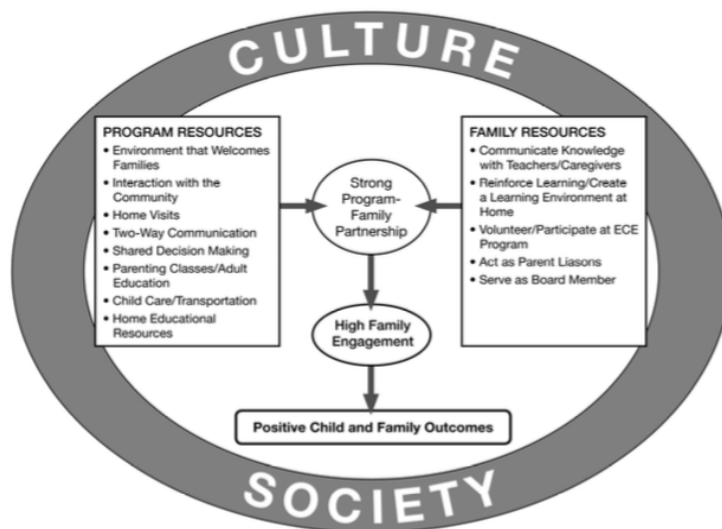 CULTURE
PROGRAM RESOURCES
• Environment that Welcomes
Families
• Interaction with the
Community
• Home Visits
• Two-Way Communication
• Shared Decision Making
• Parenting Classes/Adult
Education
• Child Care/Transportation
• Home Educational
Resources
Strong
Program-
Family
Partnership
FAMILY RESOURCES
• Communicate Knowledge
with Teachers/Caregivers
• Reinforce Learning/Create
a Learning Environment at
Home
• Volunteer/Participate at ECE
Program
• Act as Parent Liasons
• Serve as Board Member
High Family
Engagement
Positive Child and Family Outcomes
SOCIETY